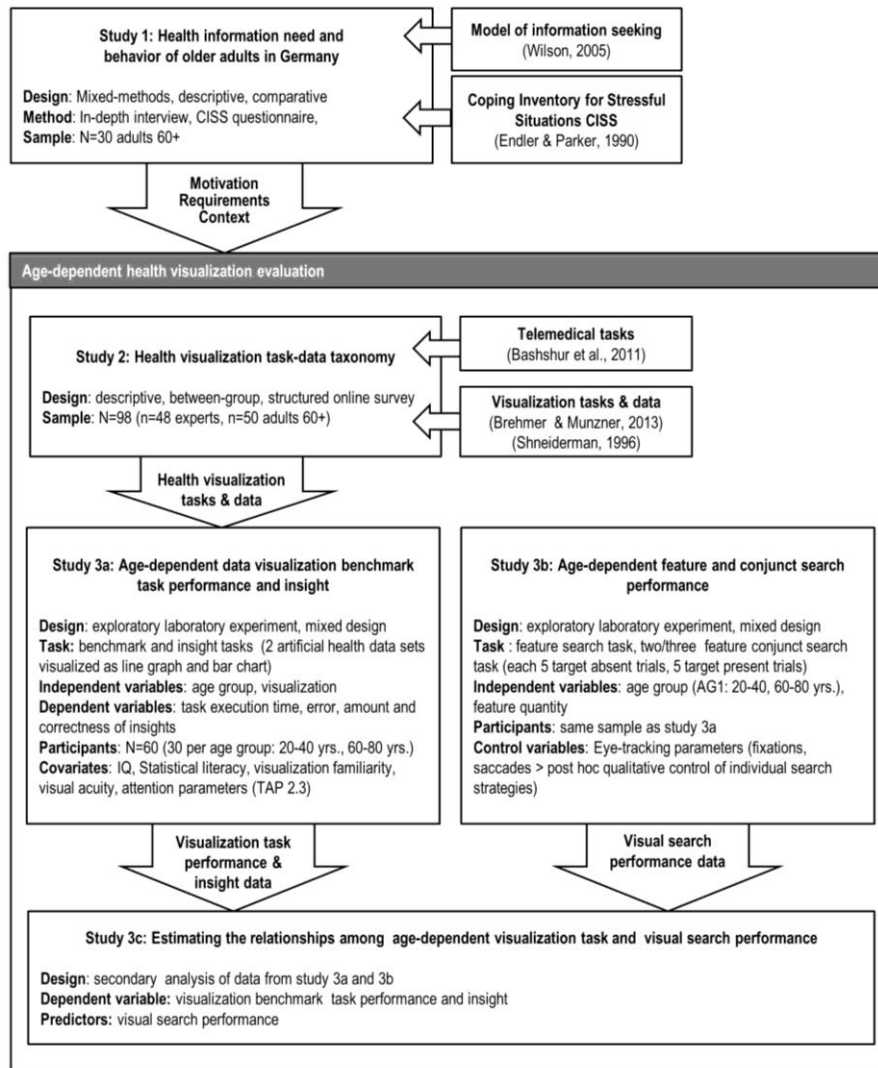 Study 1: Health information need and
behavior of older adults in Germany
Design: Mixed-methods, descriptive, comparative
Method: In-depth interview, CISS questionnaire,
Sample: N=30 adults 60+
Model of information seeking
(Wilson, 2005)
Coping Inventory for Stressful
Situations CISS
(Endler & Parker, 1990)
Motivation
Requirements
Context
Age-dependent health visualization evaluation
Study 2: Health visualization task-data taxonomy
Design: descriptive, between-group, structured online survey
Sample: N=98 (n=48 experts, n=50 adults 60+)
Telemedical tasks
(Bashshur et al., 2011)
Visualization tasks & data
(Brehmer & Munzner, 2013)
(Shneiderman, 1996)
Health visualization
tasks & data
Study 3a: Age-dependent data visualization benchmark
task performance and insight
Design: exploratory laboratory experiment, mixed design
Task: benchmark and insight tasks (2 artificial health data sets
visualized as line graph and bar chart)
Independent variables: age group, visualization
Dependent variables: task execution time, error, amount and
correctness of insights
Participants: N=60 (30 per age group: 20-40 yrs., 60-80 yrs.)
Covariates: IQ, Statistical literacy, visualization familiarity,
visual acuity, attention parameters (TAP 2.3)
Study 3b: Age-dependent feature and conjunct search
performance
Design: exploratory laboratory experiment, mixed design
Task : feature search task, two/three feature conjunct search
task (each 5 target absent trials, 5 target present trials)
Independent variables: age group (AG1: 20-40, 60-80 yrs.),
feature quantity
Participants: same sample as study 3a
Control variables: Eye-tracking parameters (fixations,
saccades > post hoc qualitative control of individual search
strategies)
Visualization task
performance &
insight data
Visual search
performance data
Study 3c: Estimating the relationships among age-dependent visualization task and visual search performance
Design: secondary analysis of data from study 3a and 3b
Dependent variable: visualization benchmark task performance and insight
Predictors: visual search performance